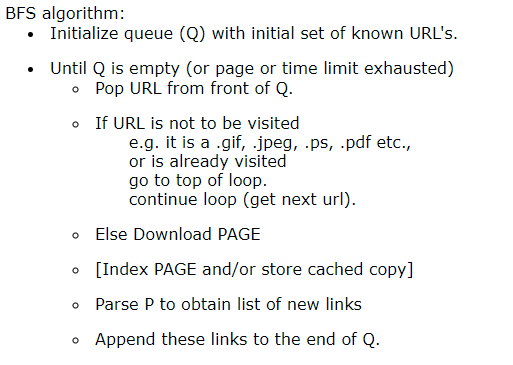 BFS algorithm:
• Initialize queue (Q) with initial set of known URL's.
• Until Q is empty (or page or time limit exhausted)
◦ Pop URL from front of Q.
◦ If URL is not to be visited
e.g. it is a .gif, .jpeg, .ps, .pdf etc.,
or is already visited
go to top of loop.
continue loop (get next url).
◦ Else Download PAGE
◦ [Index PAGE and/or store cached copy]
◦ Parse P to obtain list of new links
◦ Append these links to the end of Q.